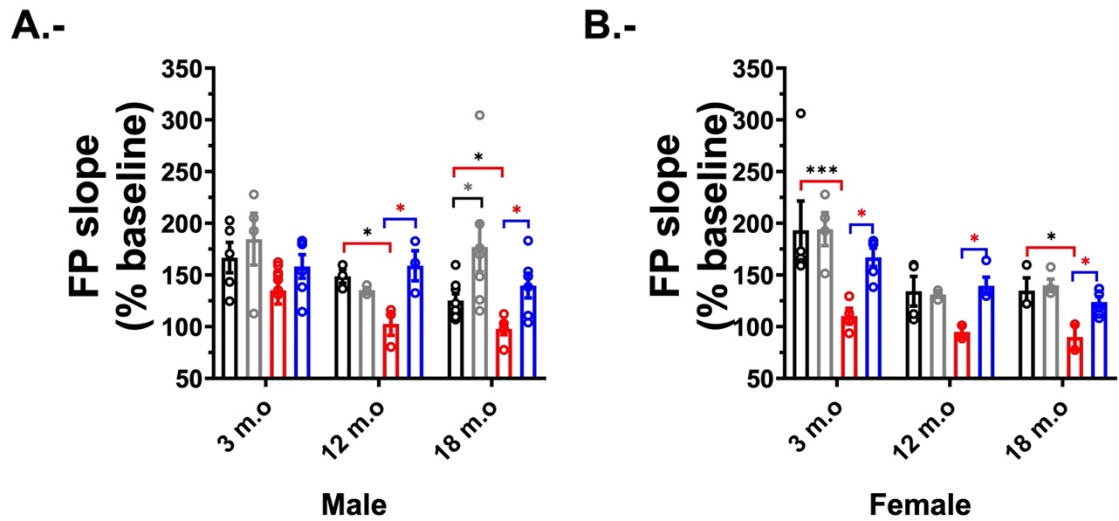 A.-
FP slope
(% baseline)
350
300
250
200
150
100
50
*
*
*
*
*
3 m.o
12 m.o
18 m.o
Male
B.-
FP slope
(% baseline)
350
300
250
200
150
100
50
***
*
*
*
*
3 m.o
12 m.o
18 m.o
Female